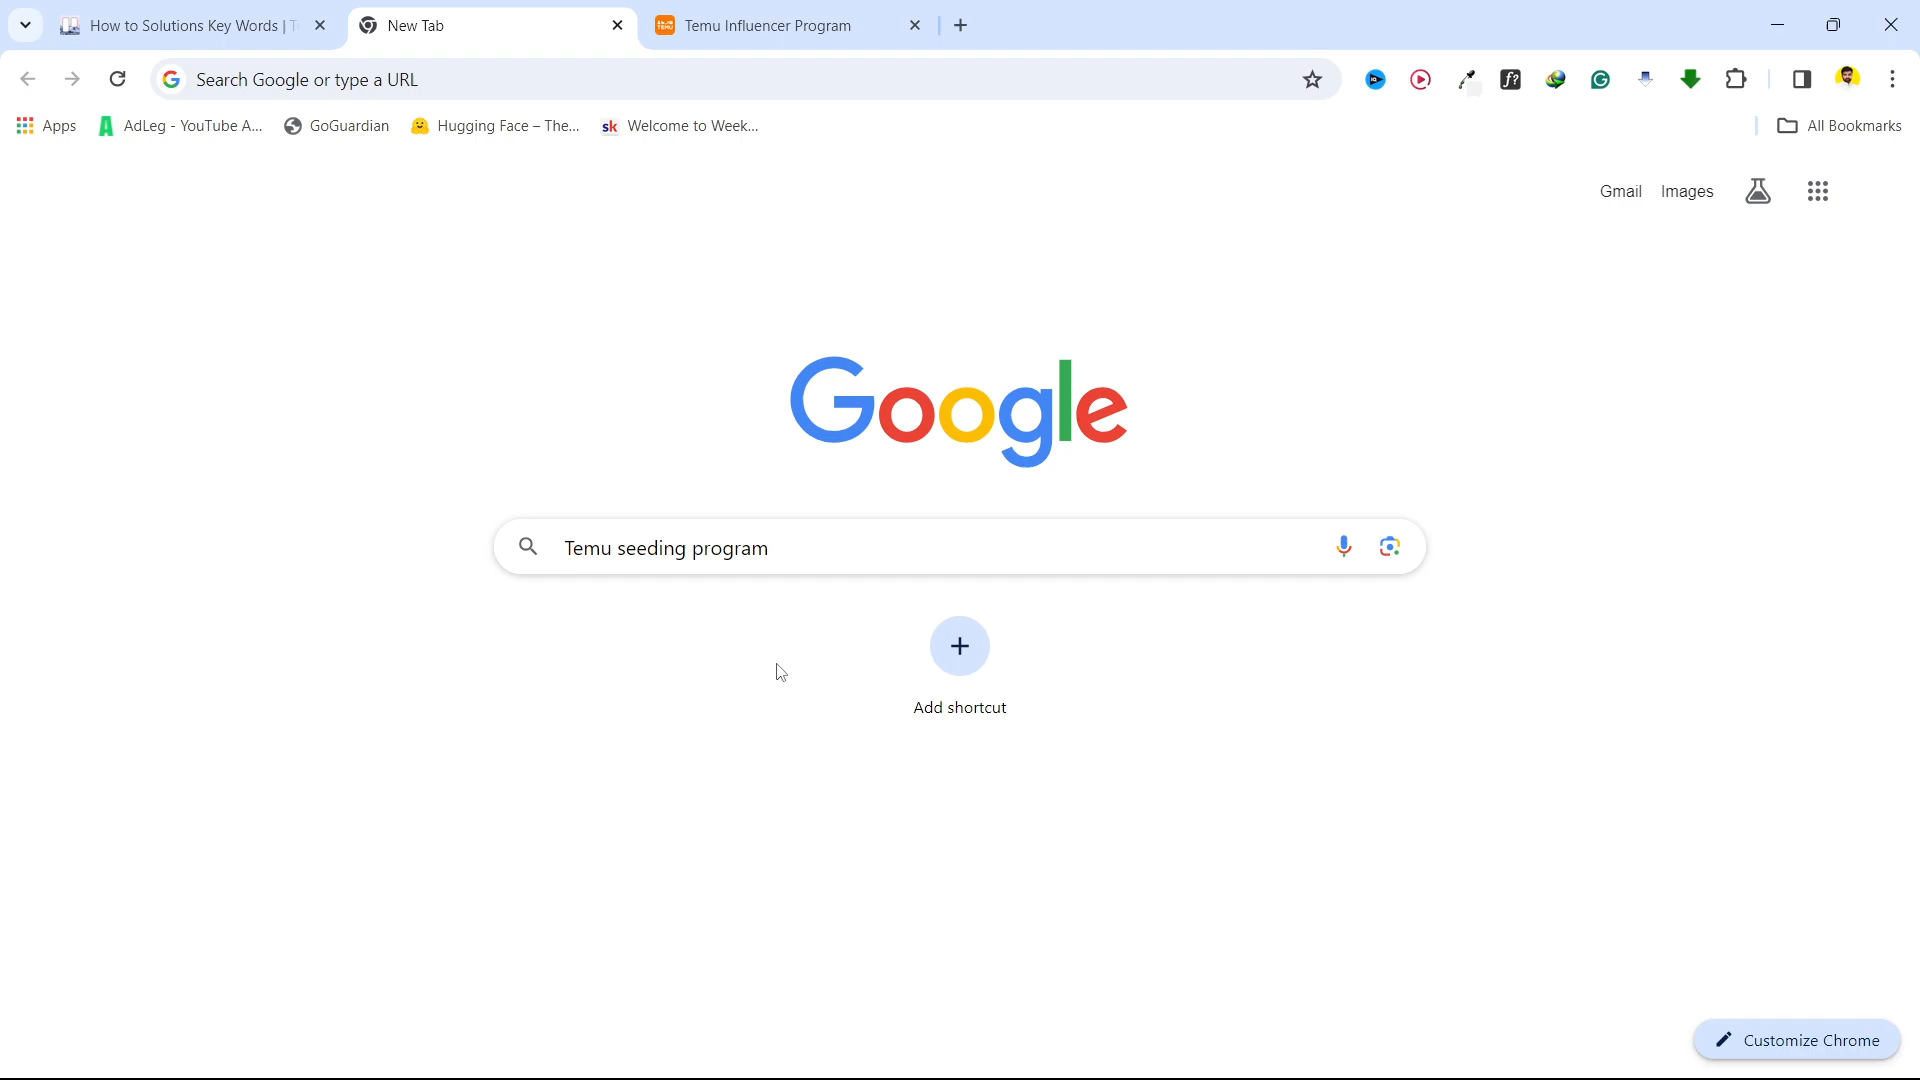 How to Solutions Key Words | T
New Tab
Temu Influencer Program
Search Google or type a URL
Apps
AdLeg - YouTube A...
GoGuardian
Hugging Face – The...
sk Welcome to Week...
All Bookmarks
Gmail
Images
Google
Temu seeding program
Add shortcut
Customize Chrome